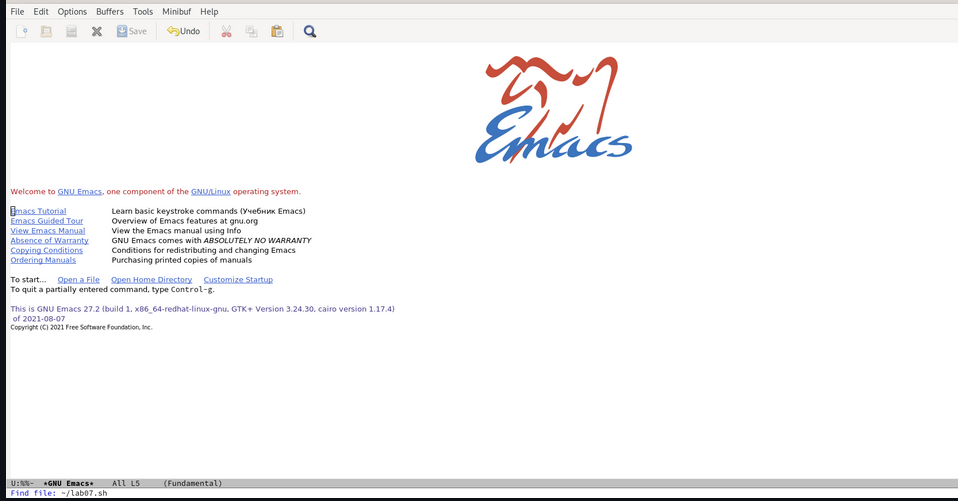 File Edit Options Buffers Tools Minibuf Help
Save Undo
Emacs
Welcome to GNU Emacs, one component of the GNU/Linux operating system.
Emacs Tutorial Learn basic keystroke commands (Учебник Emacs)
Emacs Guided Tour Overview of Emacs features at gnu.org
View Emacs Manual View the Emacs manual using Info
Absence of Warranty GNU Emacs comes with ABSOLUTELY NO WARRANTY
Copying Conditions Conditions for redistributing and changing Emacs
Ordering Manuals Purchasing printed copies of manuals
To start... Open a File Open Home Directory Customize Startup
To quit a partially entered command, type Control-g.
This is GNU Emacs 27.2 (build 1, x86_64-redhat-linux-gnu, GTK+ Version 3.24.30, cairo version 1.17.4)
of 2021-08-07
Copyright (C) 2021 Free Software Foundation, Inc.
U:%%- *GNU Emacs* All L5 (Fundamental)
Find file: ~/lab07.sh